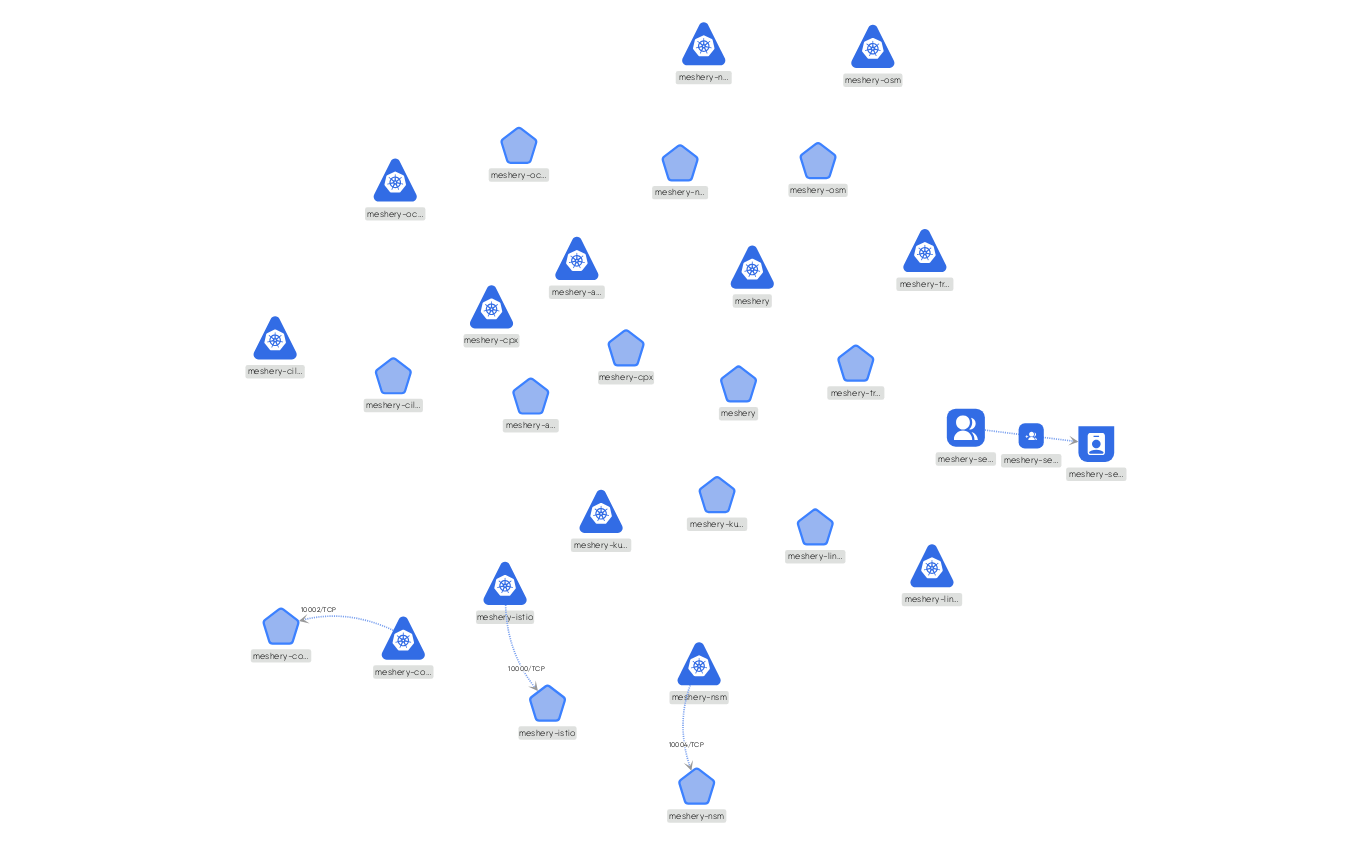 meshery-n...
meshery-osm
meshery-oc...
meshery-n...
meshery-osm
meshery-oc...
meshery-a...
meshery
meshery-tr...
meshery-cpx
meshery-cil...
meshery-cpx
meshery-cil...
meshery-a...
meshery
meshery-tr...
meshery-se...
meshery-se...
meshery-se...
meshery-ku...
meshery-ku...
meshery-lin...
meshery-lin...
10002/TCP
meshery-istio
meshery-co...
meshery-co...
10000/TCP
meshery-nsm
meshery-istio
10004/TCP
meshery-nsm